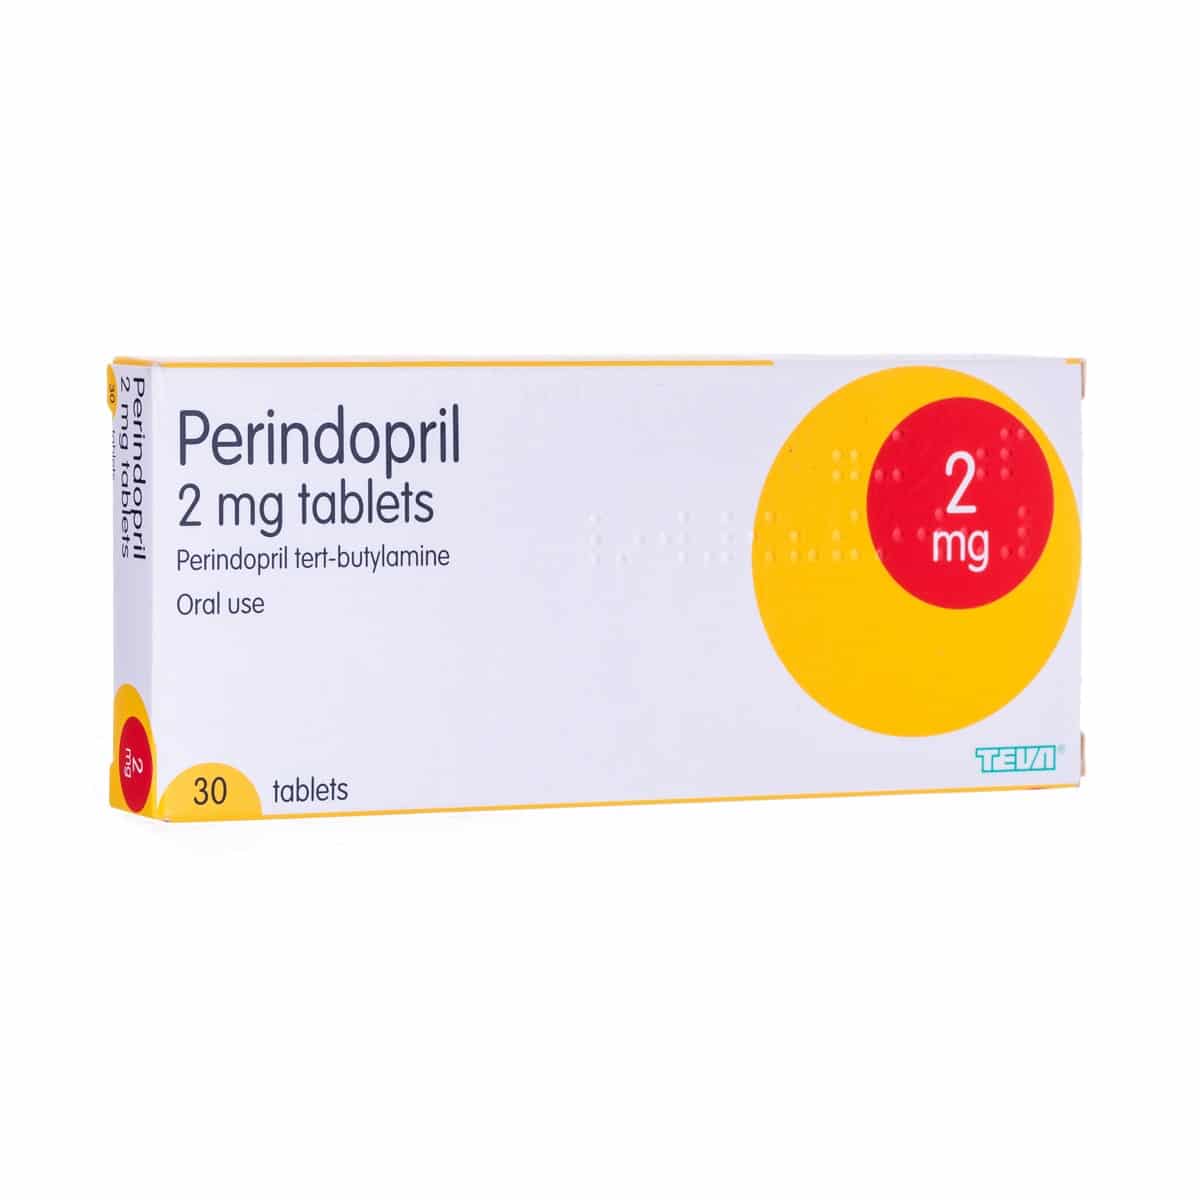 Perindopril
2 mg tablets
Perindopril tert-butylamine
Oral use
30 tablets
2
mg
TEVA®
Perindopril
2 mg tablets
30 tablets
2
mg